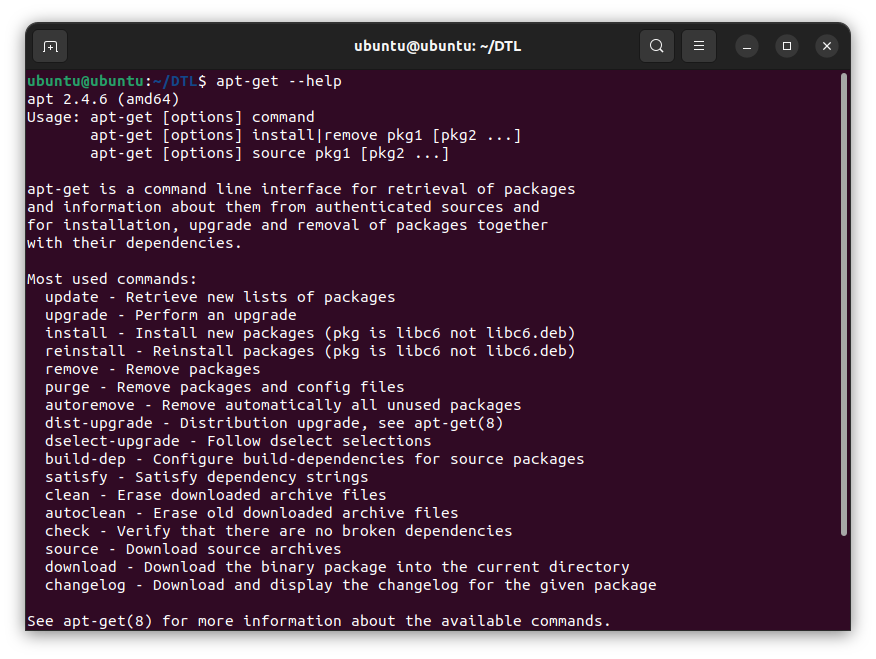 ubuntu@ubuntu: ~/DTL
ubuntu@ubuntu:~/DTL$ apt-get --help
apt 2.4.6 (amd64)
Usage: apt-get [options] command
       apt-get [options] install|remove pkg1 [pkg2 ...]
       apt-get [options] source pkg1 [pkg2 ...]

apt-get is a command line interface for retrieval of packages
and information about them from authenticated sources and
for installation, upgrade and removal of packages together
with their dependencies.

Most used commands:
  update - Retrieve new lists of packages
  upgrade - Perform an upgrade
  install - Install new packages (pkg is libc6 not libc6.deb)
  reinstall - Reinstall packages (pkg is libc6 not libc6.deb)
  remove - Remove packages
  purge - Remove packages and config files
  autoremove - Remove automatically all unused packages
  dist-upgrade - Distribution upgrade, see apt-get(8)
  dselect-upgrade - Follow dselect selections
  build-dep - Configure build-dependencies for source packages
  satisfy - Satisfy dependency strings
  clean - Erase downloaded archive files
  autoclean - Erase old downloaded archive files
  check - Verify that there are no broken dependencies
  source - Download source archives
  download - Download the binary package into the current directory
  changelog - Download and display the changelog for the given package

See apt-get(8) for more information about the available commands.